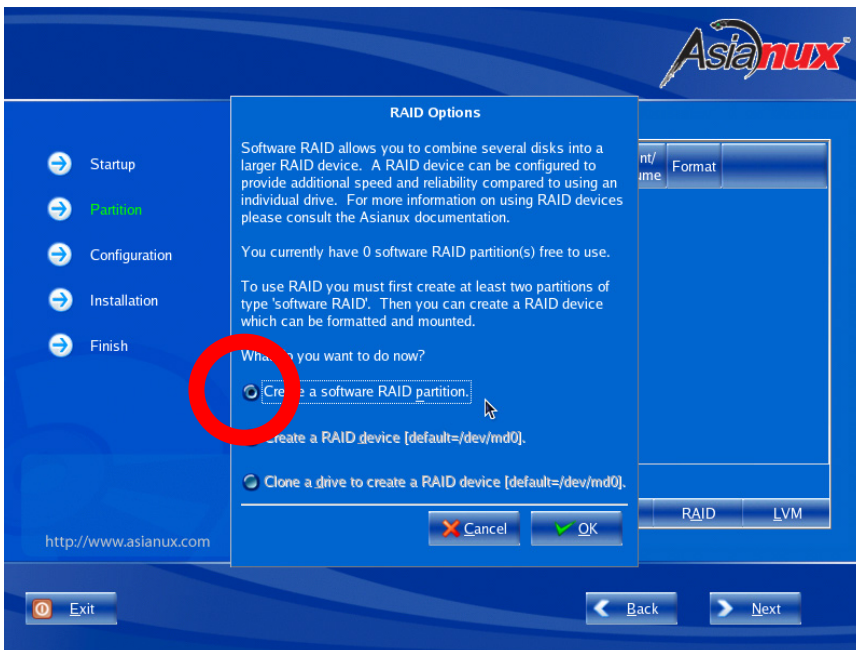 Asianux
RAID Options
Software RAID allows you to combine several disks into a
larger RAID device. A RAID device can be configured to
provide additional speed and reliability compared to using an
individual drive. For more information on using RAID devices
please consult the Asianux documentation.
You currently have 0 software RAID partition(s) free to use.
To use RAID you must first create at least two partitions of
type 'software RAID'. Then you can create a RAID device
which can be formatted and mounted.
What do you want to do now?
Create a software RAID partition.
Create a RAID device [default=/dev/md0].
Clone a drive to create a RAID device [default=/dev/md0].
Cancel
OK
Startup
Partition
Configuration
Installation
Finish
nt/
ume
Format
RAID
LVM
http://www.asianux.com
Exit
Back
Next